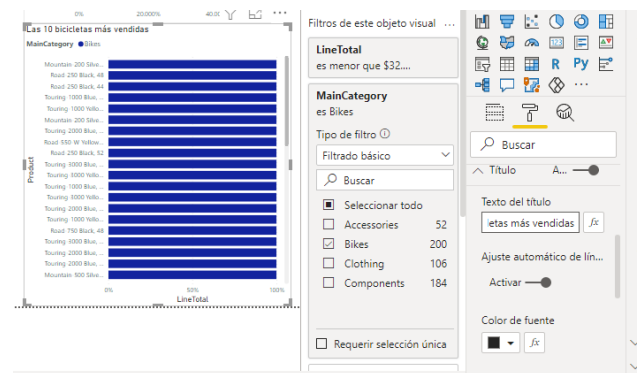 0% 20.000% 40.0(
Las 10 bicicletas más vendidas
MainCategory Bikes
Mountain-200 Silve...
Road-250 Black, 48
Road-250 Black, 44
Touring-1000 Blue, ...
Mountain-200 Silve...
Touring-2000 Blue, ...
Road-550-W Yellow...
Road-250 Black, 52
Touring-3000 Blue, ...
Touring-3000 Yello...
Touring-1000 Blue, ...
Touring-3000 Yello...
Touring-2000 Blue, ...
Touring-1000 Yello...
Road-750 Black, 48
Touring-3000 Blue, ...
Touring-2000 Blue, ...
Touring-2000 Blue, ...
Mountain-500 Silve...
Product
0% 50% 100%
LineTotal
Filtros de este objeto visual ...
LineTotal
es menor que $32....
MainCategory
es Bikes
Tipo de filtro
Filtrado básico
Buscar
Seleccionar todo
Accessories 52
Bikes 200
Clothing 106
Components 184
Requerir selección única
123
R Py
...
Buscar
Título A...
Texto del título
letas más vendidas fx
Ajuste automático de lín...
Activar
Color de fuente
fx